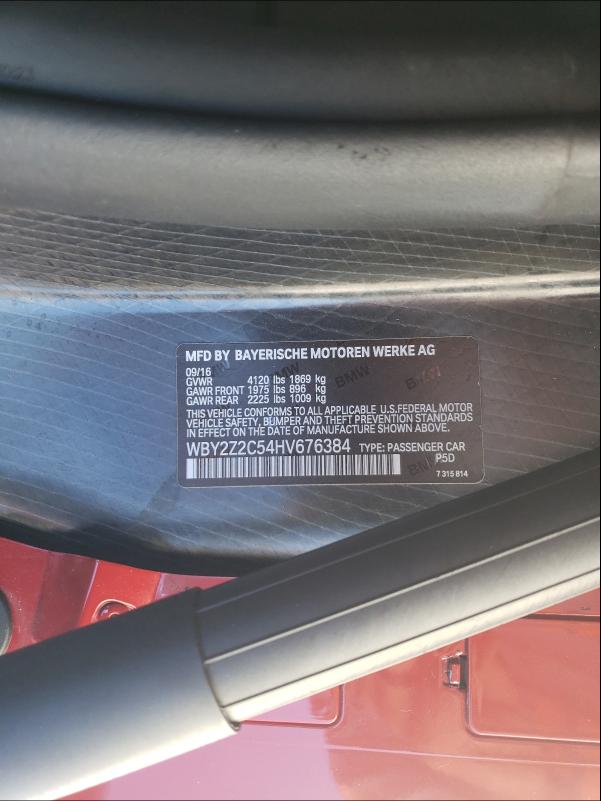 MFD BY BAYERISCHE MOTOREN WERKE AG
09/16
GVWR 4120 lbs 1869 kg
GAWR FRONT 1975 lbs 896 kg
GAWR REAR 2225 lbs 1009 kg
THIS VEHICLE CONFORMS TO ALL APPLICABLE U.S.FEDERAL MOTOR
VEHICLE SAFETY, BUMPER AND THEFT PREVENTION STANDARDS
IN EFFECT ON THE DATE OF MANUFACTURE SHOWN ABOVE.
WBY2Z2C54HV676384 TYPE: PASSENGER CAR
P5D
7 315 814
BMW
BMW